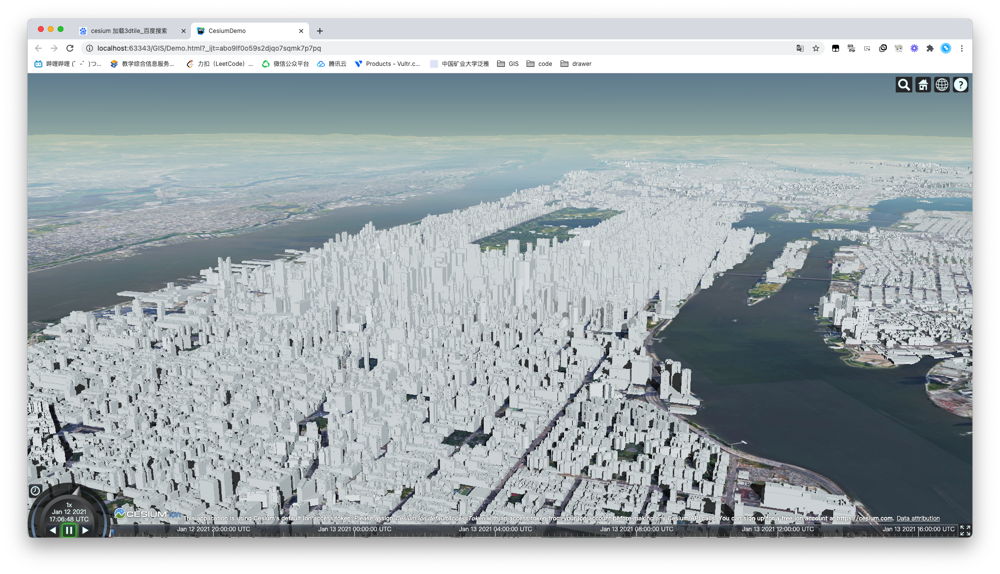 cesium 加载3dtile_百度搜索
CesiumDemo
localhost:63343/GIS/Demo.html?_ijt=abo9lf0o59s2djqo7sqmk7p7pq
Git Zip
哔哩哔哩 (゜-゜)つ...
教学综合信息服务...
力扣（LeetCode）...
微信公众平台
腾讯云
Products - Vultr.c...
中国矿业大学泛雅
GIS
code
drawer
?
1x
Jan 12 2021
17:06:48 UTC
CESIUM ion
This application is using Cesium's default ion access token. Please assign Cesium.Ion.defaultAccessToken with an access token from your ion account before making any Cesium API calls. You can sign up for a free ion account at https://cesium.com. Data attribution
Jan 12 2021 20:00:00 UTC
Jan 13 2021 00:00:00 UTC
Jan 13 2021 04:00:00 UTC
Jan 13 2021 08:00:00 UTC
Jan 13 2021 12:00:00 UTC
Jan 13 2021 16:00:00 UTC